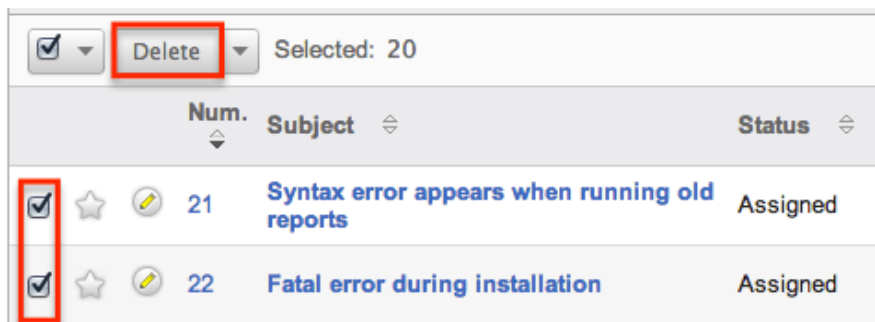 Delete Selected: 20
Num. Subject Status
21 Syntax error appears when running old
reports Assigned
22 Fatal error during installation Assigned